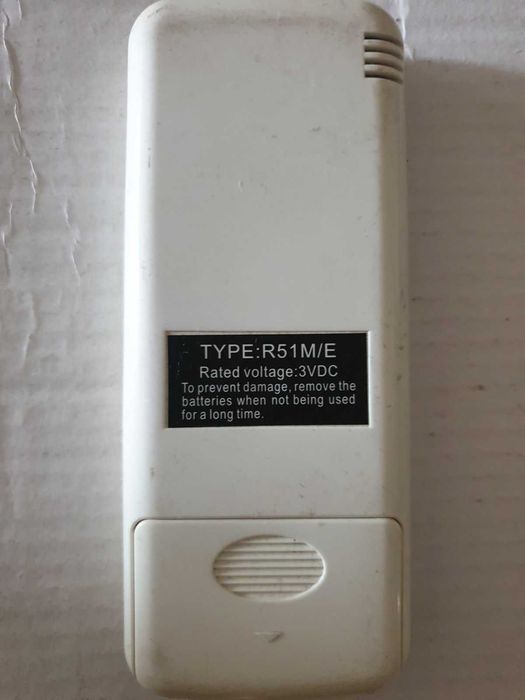 TYPE:R51M/E
Rated voltage:3VDC
To prevent damage, remove the
batteries when not being used
for a long time.